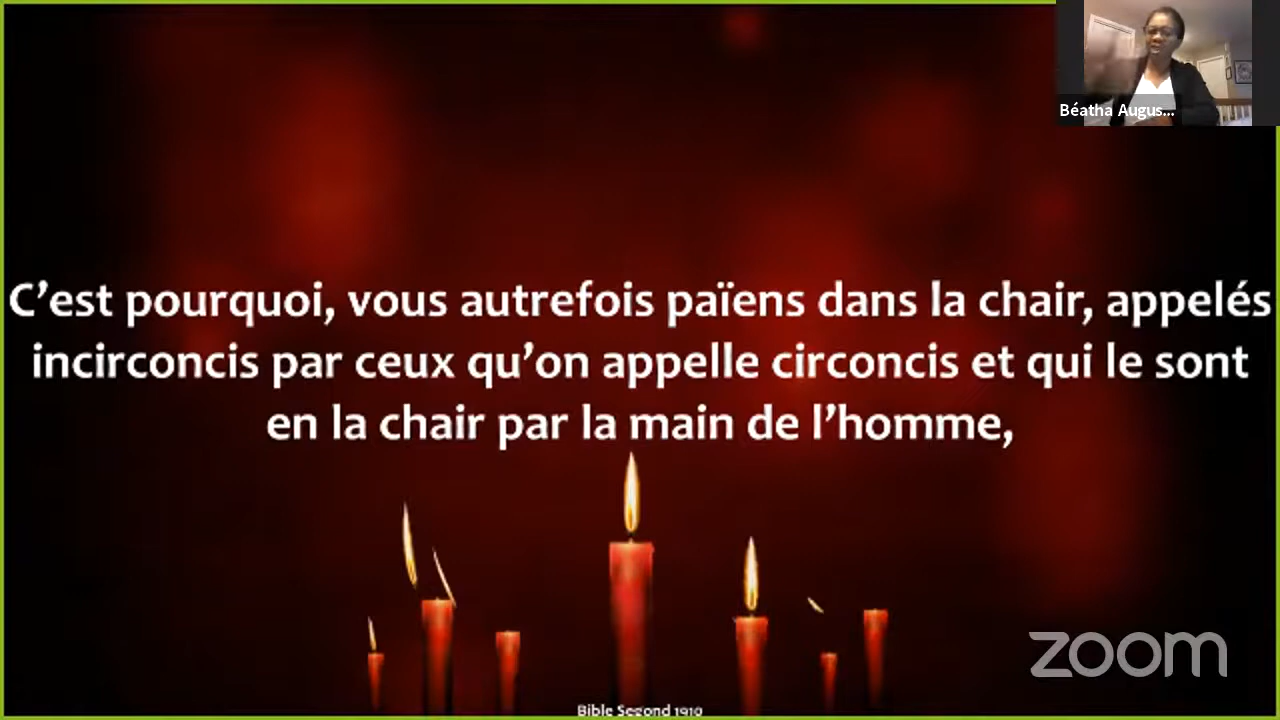 Béatha Augus...
C’est pourquoi, vous autrefois païens dans la chair, appelés
incirconcis par ceux qu’on appelle circoncis et qui le sont
en la chair par la main de l’homme,
zoom
Bible Segond 1910